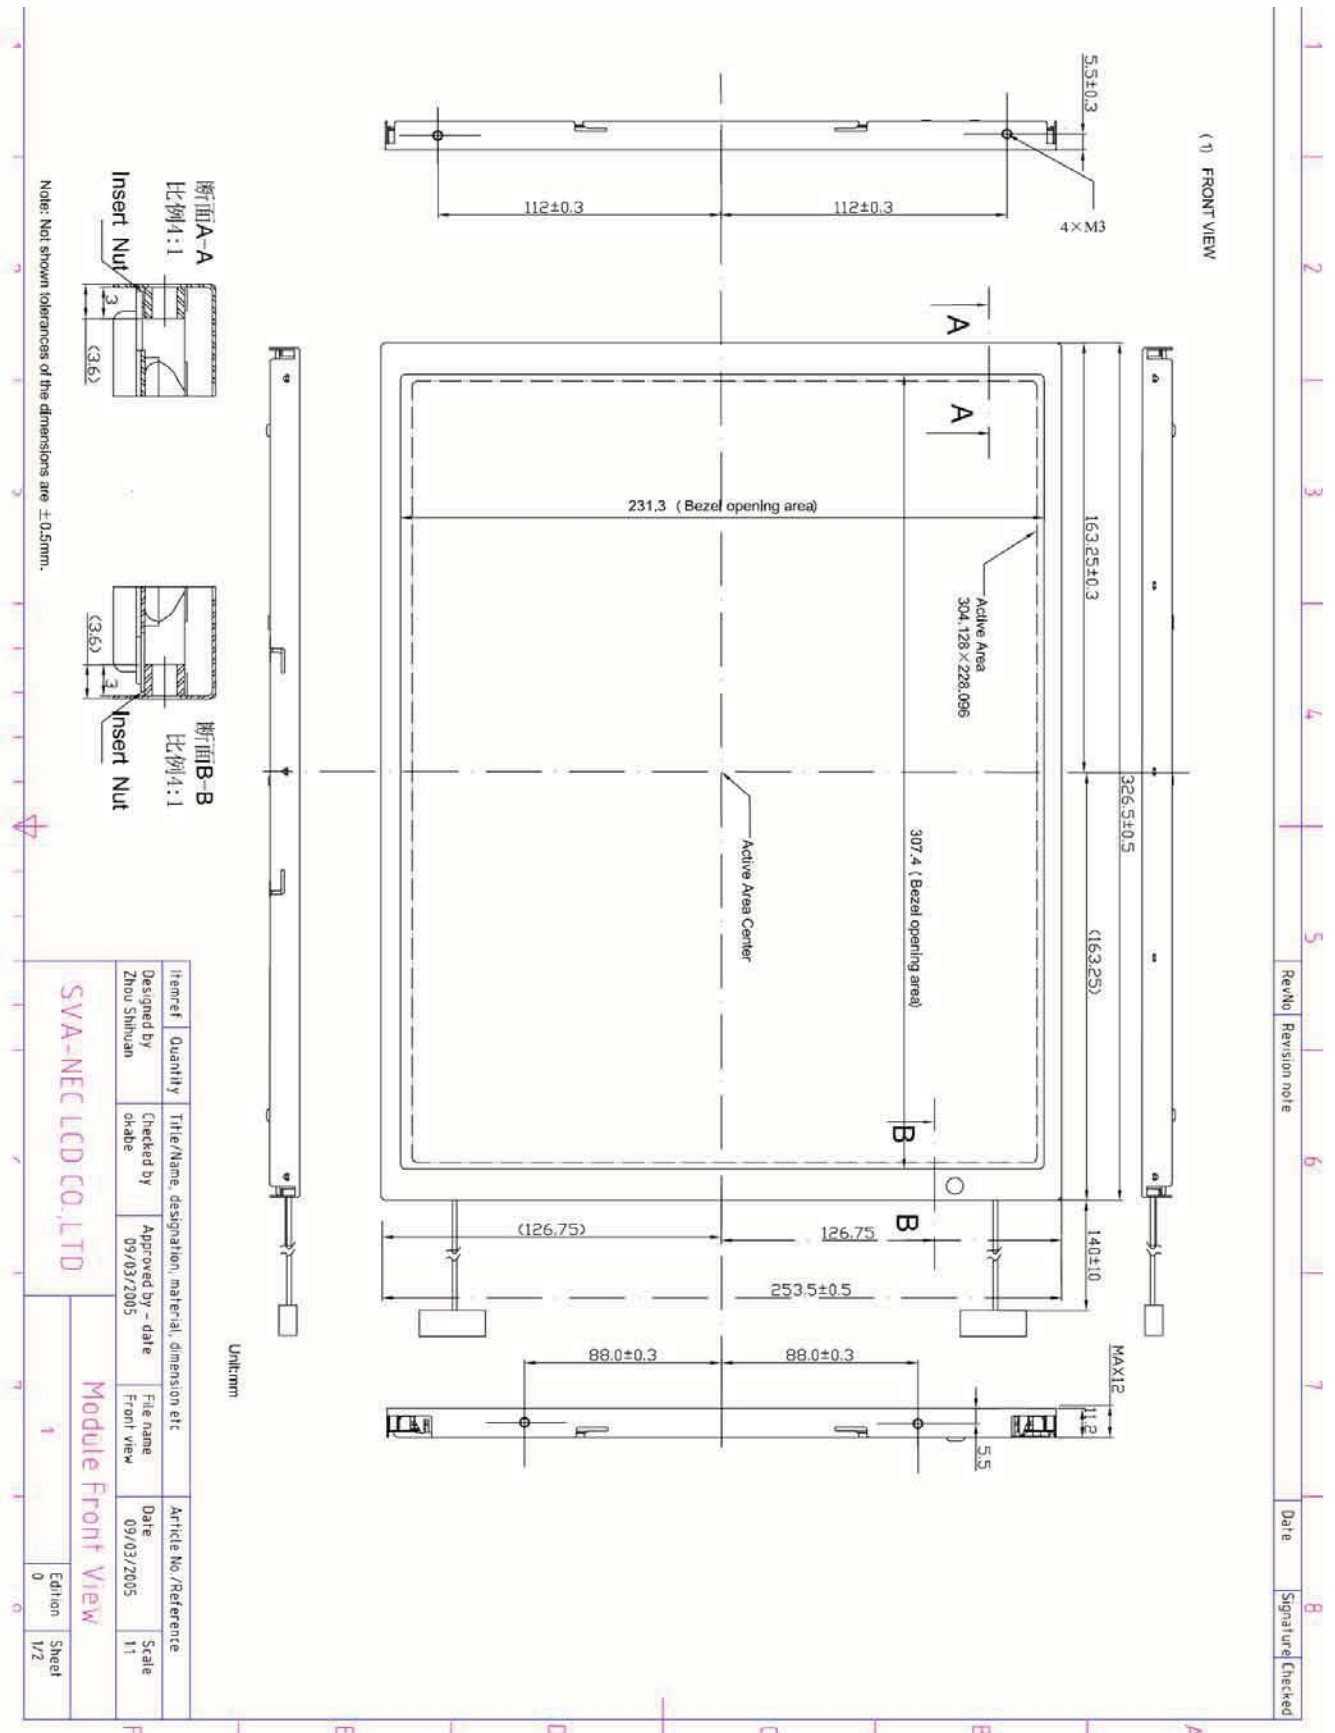 (1) FRONT VIEW
1
2
3
4
5
6
7
8
RevNo
Revision note
Date
Signature
Checked
5.5±0.3
4×M3
112±0.3
112±0.3
A
A
163.25±0.3
326.5±0.5
(163.25)
140±10
MAX12
11.2
5.5
231.3 ( Bezel opening area)
Active Area
304.128×228.096
307.4 ( Bezel opening area)
Active Area Center
B
B
(126.75)
126.75
253.5±0.5
88.0±0.3
88.0±0.3
断面A-A
比例4:1
Insert Nut
3
(3.6)
断面B-B
比例4:1
Insert Nut
3
(3.6)
Note: Not shown tolerances of the dimensions are ±0.5mm.
Unit:mm
Itemref
Quantity
Title/Name, designation, material, dimension etc
Article No./Reference
Designed by
Zhou Shihuan
Checked by
okabe
Approved by - date
09/03/2005
File name
Front view
Date
09/03/2005
Scale
1:1
SVA-NEC LCD CO.,LTD
Module Front View
1
Edition
0
Sheet
1/2